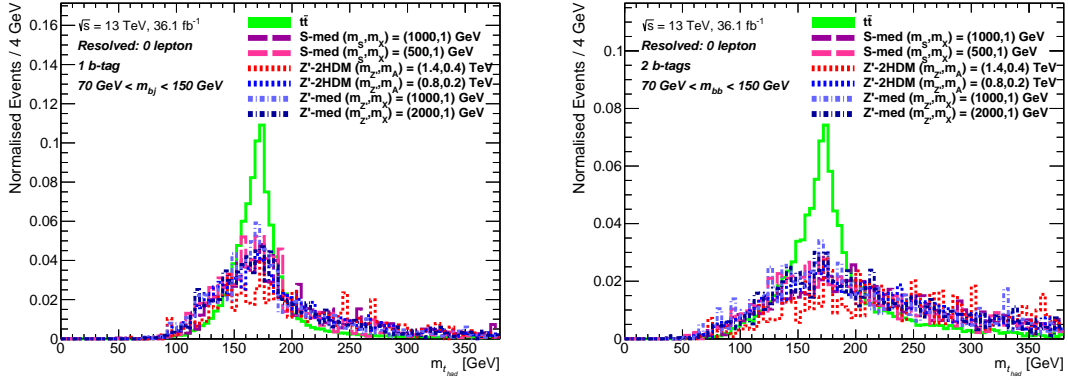 Normalised Events / 4 GeV
0.16
0.14
0.12
0.1
0.08
0.06
0.04
0.02
0
√s = 13 TeV, 36.1 fb⁻¹
Resolved: 0 lepton
1 b-tag
70 GeV < m_bj < 150 GeV
tt̄
S-med (m_S,m_X) = (1000,1) GeV
S-med (m_S,m_X) = (500,1) GeV
Z'-2HDM (m_Z',m_A) = (1.4,0.4) TeV
Z'-2HDM (m_Z',m_A) = (0.8,0.2) TeV
Z'-med (m_Z',m_X) = (1000,1) GeV
Z'-med (m_Z',m_X) = (2000,1) GeV
0 50 100 150 200 250 300 350
m_t_had [GeV]
Normalised Events / 4 GeV
0.1
0.08
0.06
0.04
0.02
0
√s = 13 TeV, 36.1 fb⁻¹
Resolved: 0 lepton
2 b-tags
70 GeV < m_bb < 150 GeV
tt̄
S-med (m_S,m_X) = (1000,1) GeV
S-med (m_S,m_X) = (500,1) GeV
Z'-2HDM (m_Z',m_A) = (1.4,0.4) TeV
Z'-2HDM (m_Z',m_A) = (0.8,0.2) TeV
Z'-med (m_Z',m_X) = (1000,1) GeV
Z'-med (m_Z',m_X) = (2000,1) GeV
0 50 100 150 200 250 300 350
m_t_had [GeV]